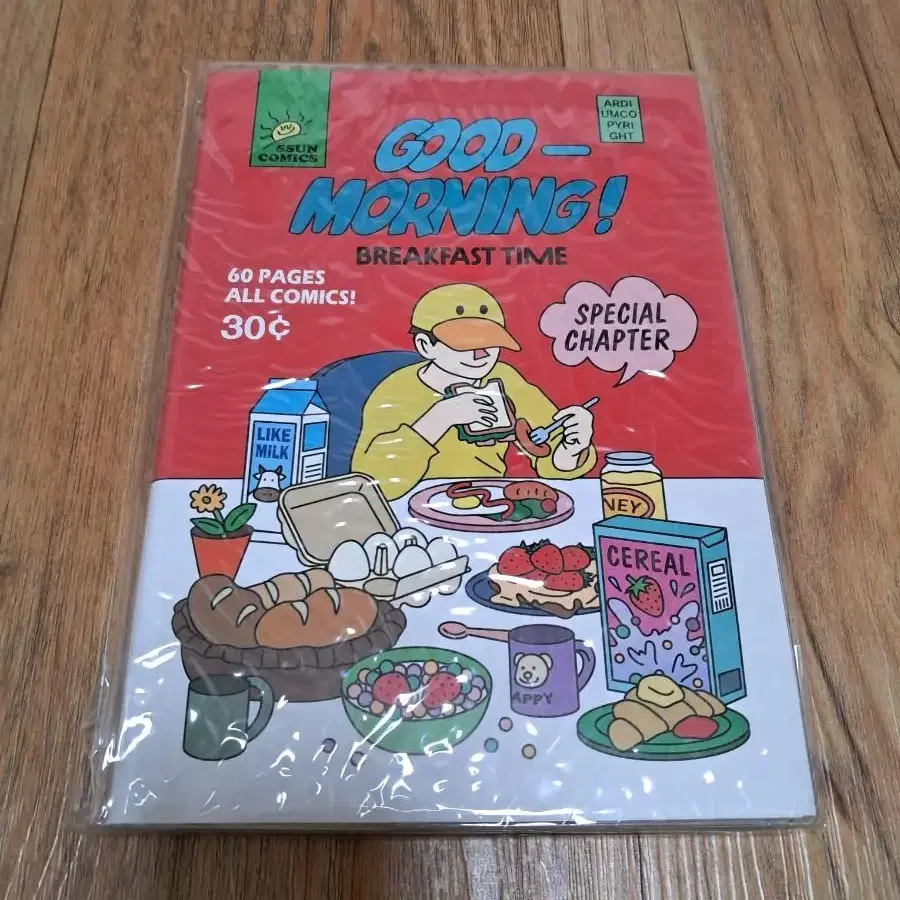 SSUN
COMICS
ARDI
UMCO
PYRI
GHT
GOOD —
MORNING!
BREAKFAST TIME
60 PAGES
ALL COMICS!
30¢
SPECIAL
CHAPTER
LIKE
MILK
NEY
CEREAL
APPY